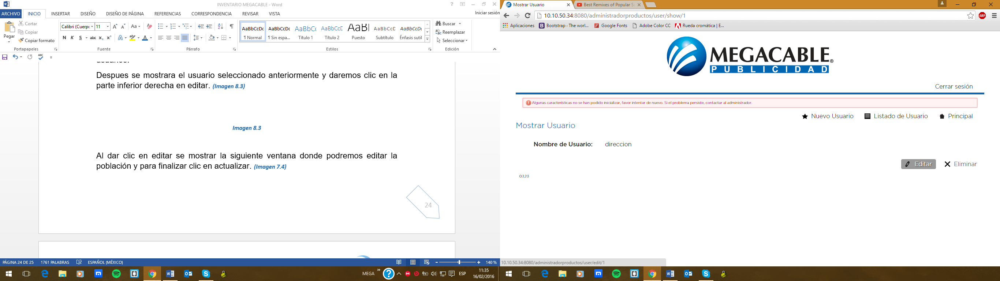 INVENTARIO MEGACABLE - Word
ARCHIVO INICIO INSERTAR DISEÑO DISEÑO DE PÁGINA REFERENCIAS CORRESPONDENCIA REVISAR VISTA Iniciar sesión
Pegar
Cortar
Copiar
Copiar formato
Portapapeles
Calibri (Cuerpo 11
Fuente
Párrafo
AaBbCcDc AaBbCcDc AaBbCc AaBbCcD AaBl AaBbCcD AaBbCcDc
¶ Normal ¶ Sin espa... Título 1 Título 2 Puesto Subtítulo Énfasis sutil
Estilos
Buscar
Reemplazar
Seleccionar
Edición
Despues se mostrara el usuario seleccionado anteriormente y daremos clic en la
parte inferior derecha en editar. (Imagen 8.3)
Imagen 8.3
Al dar clic en editar se mostrar la siguiente ventana donde podremos editar la
población y para finalizar clic en actualizar. (Imagen 7.4)
24
PÁGINA 24 DE 25 1761 PALABRAS ESPAÑOL (MÉXICO) 140 %
MEGA » ESP 11:35
16/02/2016
Mostrar Usuario Best Remixes of Popular S
10.10.50.34:8080/administradorproductos/user/show/1
ABP
Aplicaciones Bootstrap · The worl... Google Fonts Adobe Color CC Rueda cromática | E...
MEGACABLE®
PUBLICIDAD
Cerrar sesión
Algunas características no se han podido inicializar, favor intentar de nuevo. Si el problema persiste, contactar al administrador.
Nuevo Usuario Listado de Usuario Principal
Mostrar Usuario
Nombre de Usuario: direccion
Editar Eliminar
0.1.23
10.10.50.34:8080/administradorproductos/user/edit/1